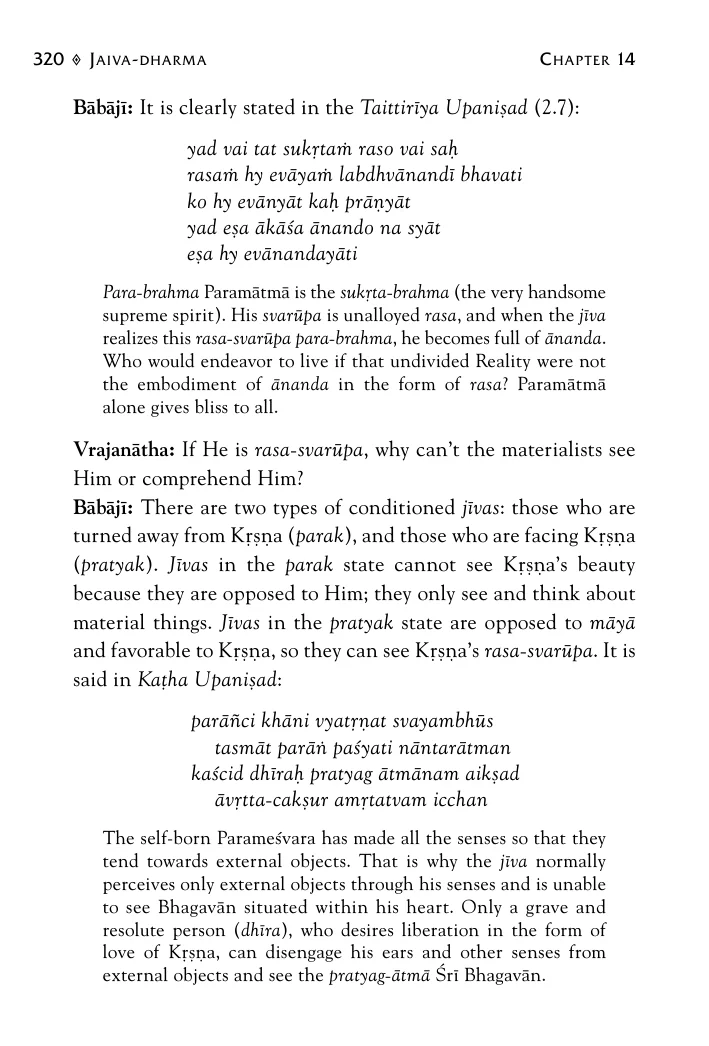 320 ◈ JAIVA-DHARMA CHAPTER 14
Bābājī: It is clearly stated in the Taittirīya Upaniṣad (2.7):
yad vai tat sukṛtaṁ raso vai saḥ
rasaṁ hy evāyaṁ labdhvānandī bhavati
ko hy evānyāt kaḥ prāṇyāt
yad eṣa ākāśa ānando na syāt
eṣa hy evānandayāti
Para-brahma Paramātmā is the sukṛta-brahma (the very handsome
supreme spirit). His svarūpa is unalloyed rasa, and when the jīva
realizes this rasa-svarūpa para-brahma, he becomes full of ānanda.
Who would endeavor to live if that undivided Reality were not
the embodiment of ānanda in the form of rasa? Paramātmā
alone gives bliss to all.
Vrajanātha: If He is rasa-svarūpa, why can't the materialists see
Him or comprehend Him?
Bābājī: There are two types of conditioned jīvas: those who are
turned away from Kṛṣṇa (parak), and those who are facing Kṛṣṇa
(pratyak). Jīvas in the parak state cannot see Kṛṣṇa's beauty
because they are opposed to Him; they only see and think about
material things. Jīvas in the pratyak state are opposed to māyā
and favorable to Kṛṣṇa, so they can see Kṛṣṇa's rasa-svarūpa. It is
said in Kaṭha Upaniṣad:
parāñci khāni vyatṛṇat svayambhūs
tasmāt parāṅ paśyati nāntarātman
kaścid dhīraḥ pratyag ātmānam aikṣad
āvṛtta-cakṣur amṛtatvam icchan
The self-born Parameśvara has made all the senses so that they
tend towards external objects. That is why the jīva normally
perceives only external objects through his senses and is unable
to see Bhagavān situated within his heart. Only a grave and
resolute person (dhīra), who desires liberation in the form of
love of Kṛṣṇa, can disengage his ears and other senses from
external objects and see the pratyag-ātmā Śrī Bhagavān.